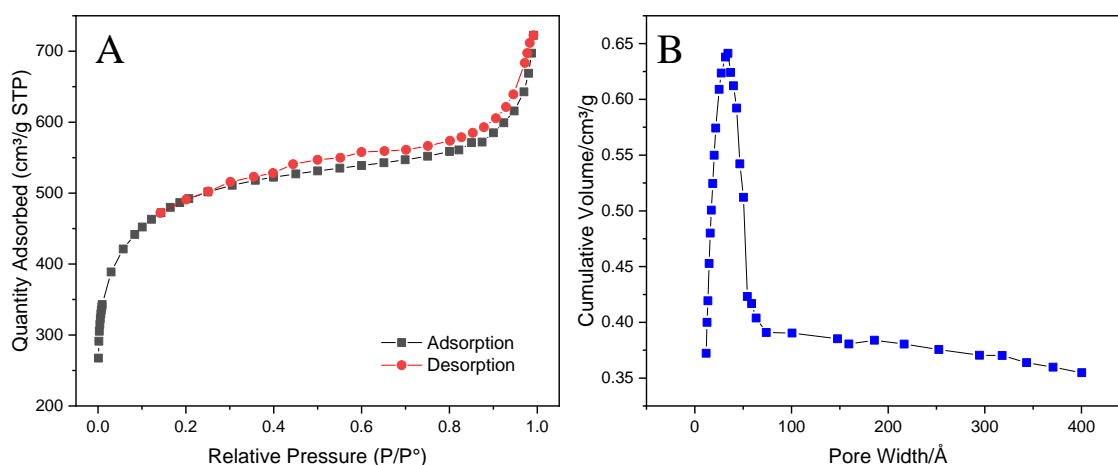 A
Quantity Adsorbed (cm³/g STP)
700
600
500
400
300
200
0.0 0.2 0.4 0.6 0.8 1.0
Relative Pressure (P/P°)
Adsorption
Desorption
B
Cumulative Volume/cm³/g
0.65
0.60
0.55
0.50
0.45
0.40
0.35
0 100 200 300 400
Pore Width/Å